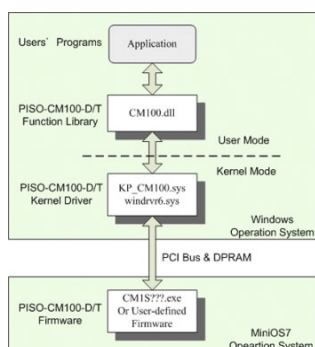 Users' Programs
Application
PISO-CM100-D/T
Function Library
CM100.dll
User Mode
Kernel Mode
PISO-CM100-D/T
Kernel Driver
KP_CM100.sys
windrvr6.sys
Windows
Operation System
PCI Bus & DPRAM
PISO-CM100-D/T
Firmware
CM1S???.exe
Or User-defined
Firmware
MiniOS7
Opeartion System